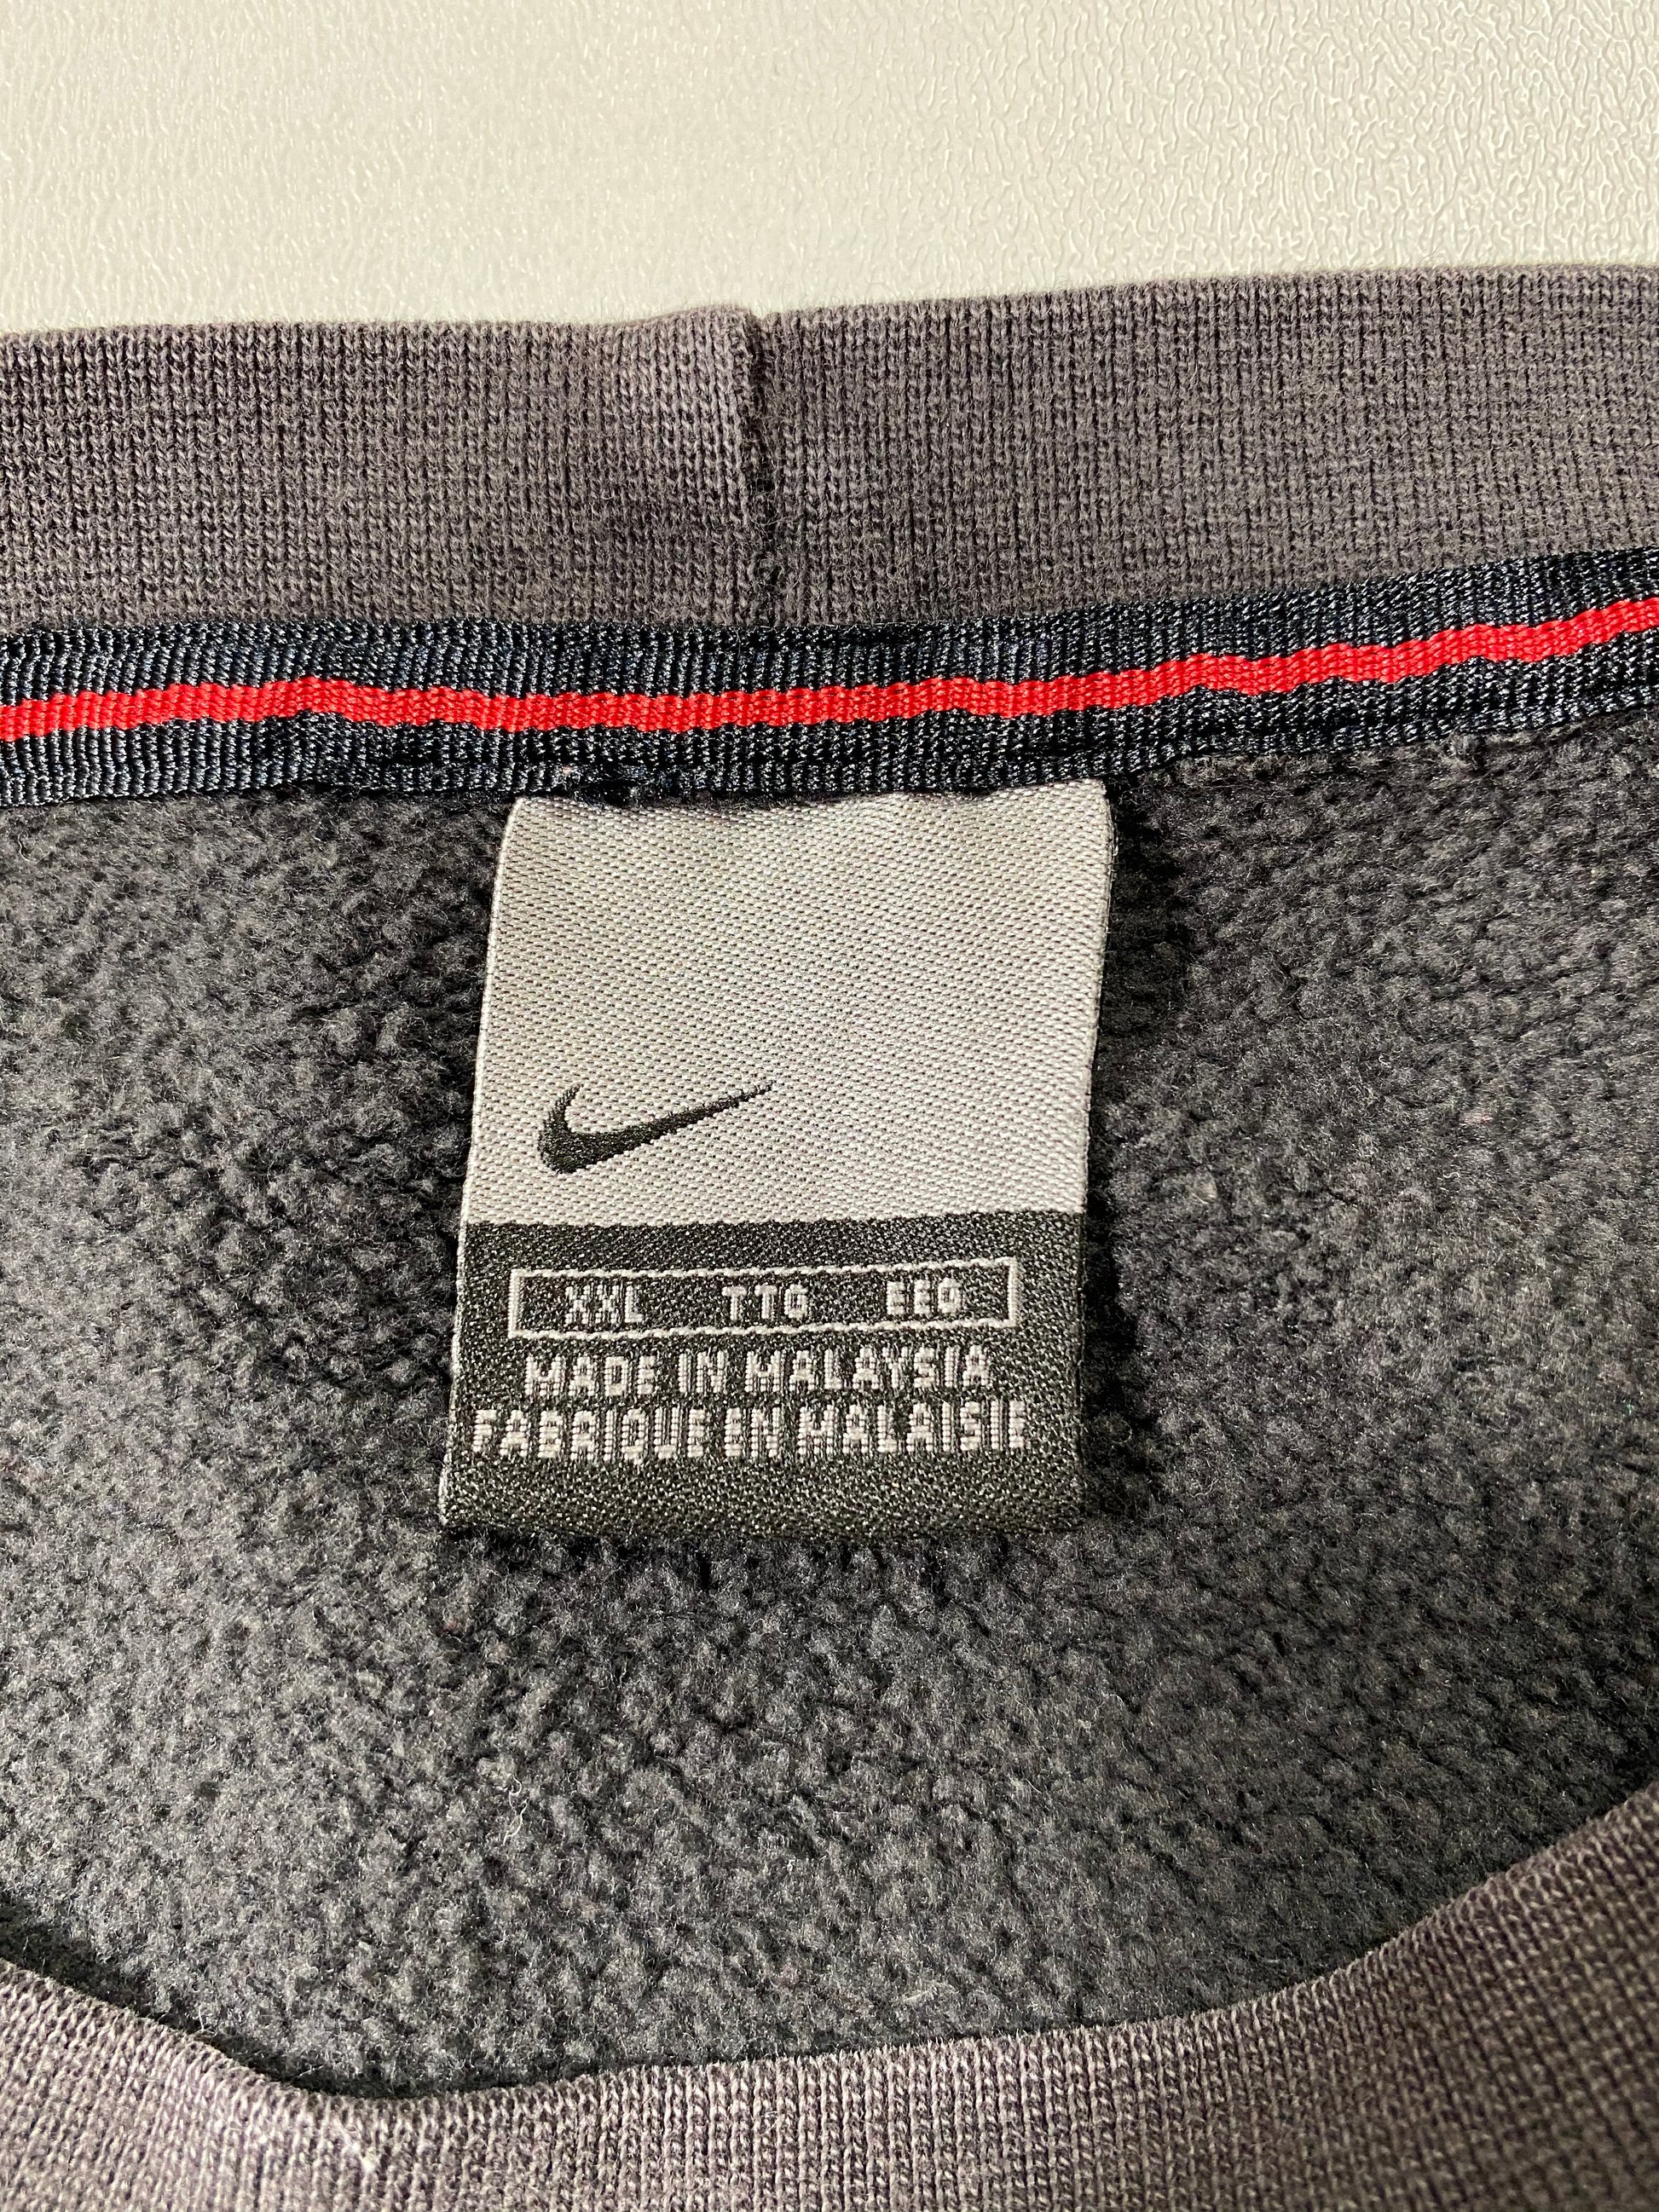 XXL TTG EEG
MADE IN MALAYSIA
FABRIQUE EN MALAISIE